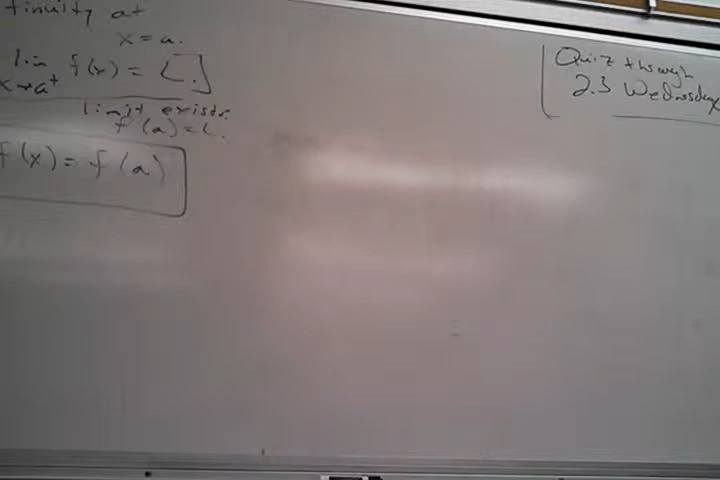 tinuity at
x = a.
lim f(x) = L.
x→a⁺
limit exists
f(a) = L.
f(x) = f(a)
Quiz through
2.3 Wednesday